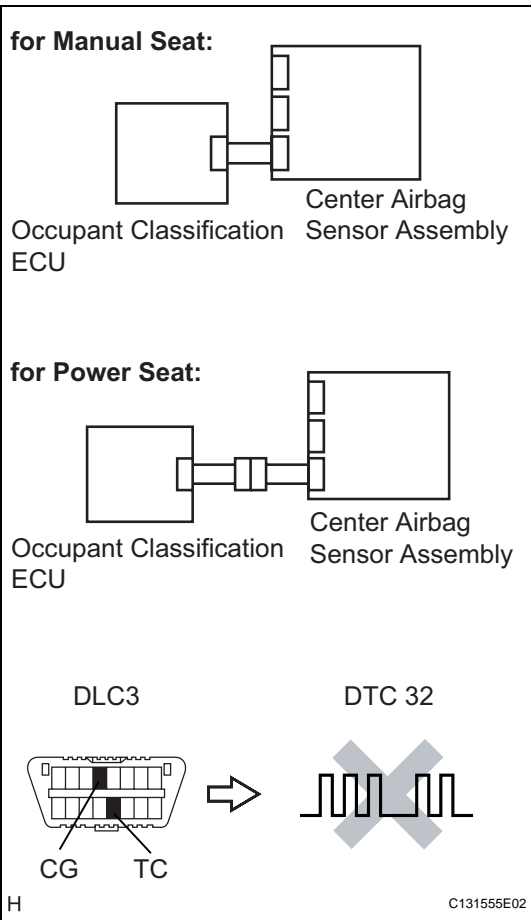 for Manual Seat:
Occupant Classification
ECU
Center Airbag
Sensor Assembly
for Power Seat:
Occupant Classification
ECU
Center Airbag
Sensor Assembly
DLC3
DTC 32
CG
TC
H
C131555E02